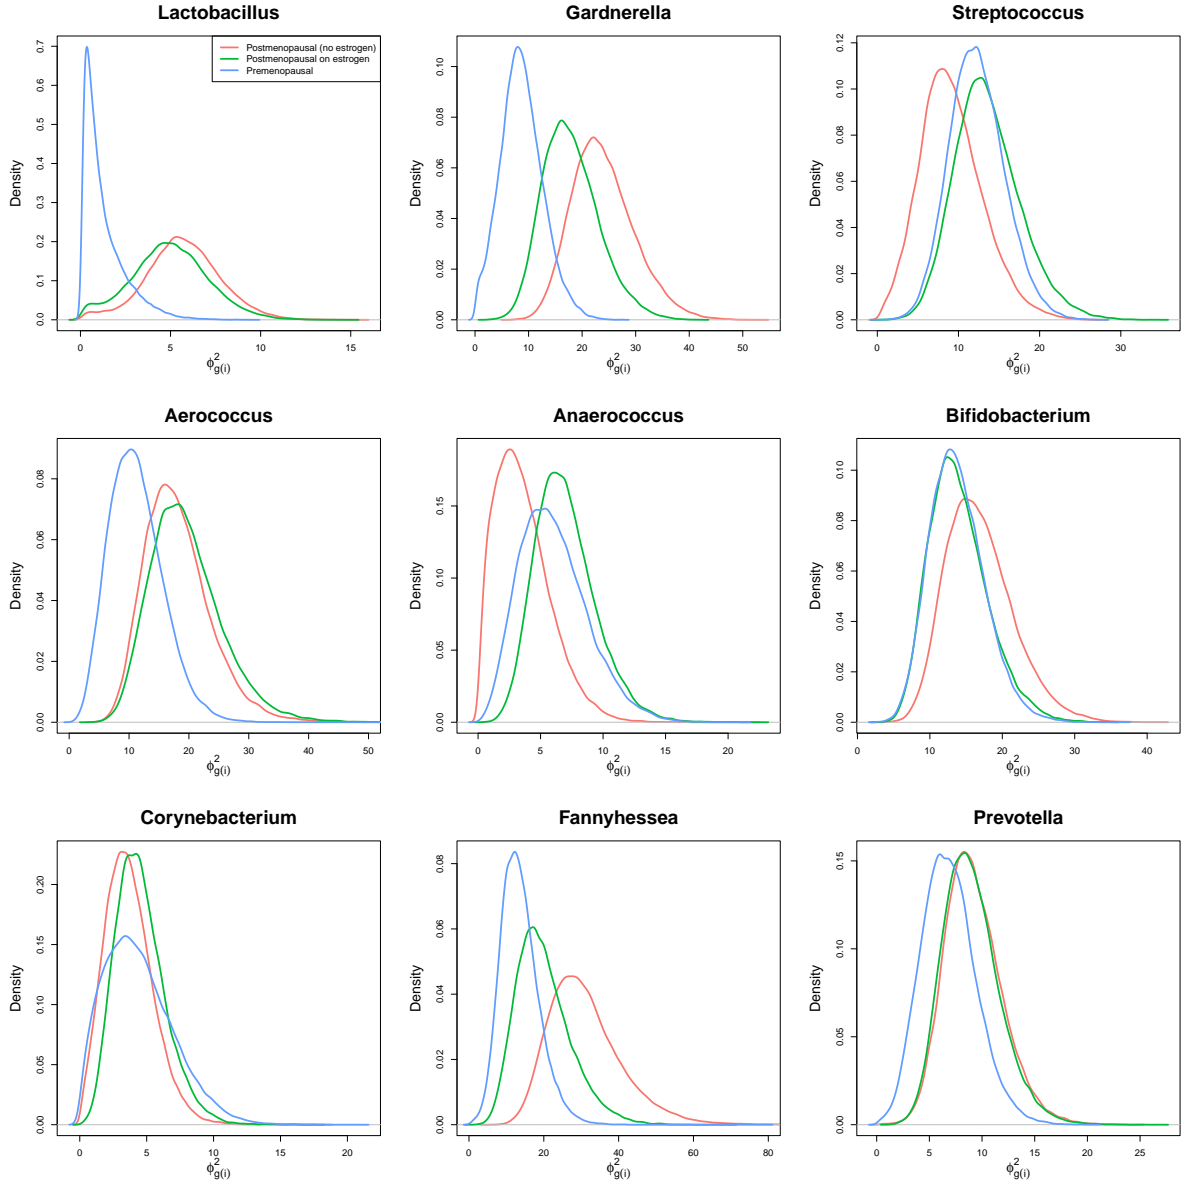 Lactobacillus
Density
0.0 0.1 0.2 0.3 0.4 0.5 0.6 0.7
Postmenopausal (no estrogen)
Postmenopausal on estrogen
Premenopausal
0 5 10 15
ϕ²g(i)
Gardnerella
Density
0.00 0.02 0.04 0.06 0.08 0.10
0 10 20 30 40 50
ϕ²g(i)
Streptococcus
Density
0.00 0.02 0.04 0.06 0.08 0.10 0.12
0 10 20 30
ϕ²g(i)
Aerococcus
Density
0.00 0.02 0.04 0.06 0.08
0 10 20 30 40 50
ϕ²g(i)
Anaerococcus
Density
0.00 0.05 0.10 0.15
0 5 10 15 20
ϕ²g(i)
Bifidobacterium
Density
0.00 0.02 0.04 0.06 0.08 0.10
0 10 20 30 40
ϕ²g(i)
Corynebacterium
Density
0.00 0.05 0.10 0.15 0.20
0 5 10 15 20
ϕ²g(i)
Fannyhessea
Density
0.00 0.02 0.04 0.06 0.08
0 20 40 60 80
ϕ²g(i)
Prevotella
Density
0.00 0.05 0.10 0.15
0 5 10 15 20 25
ϕ²g(i)